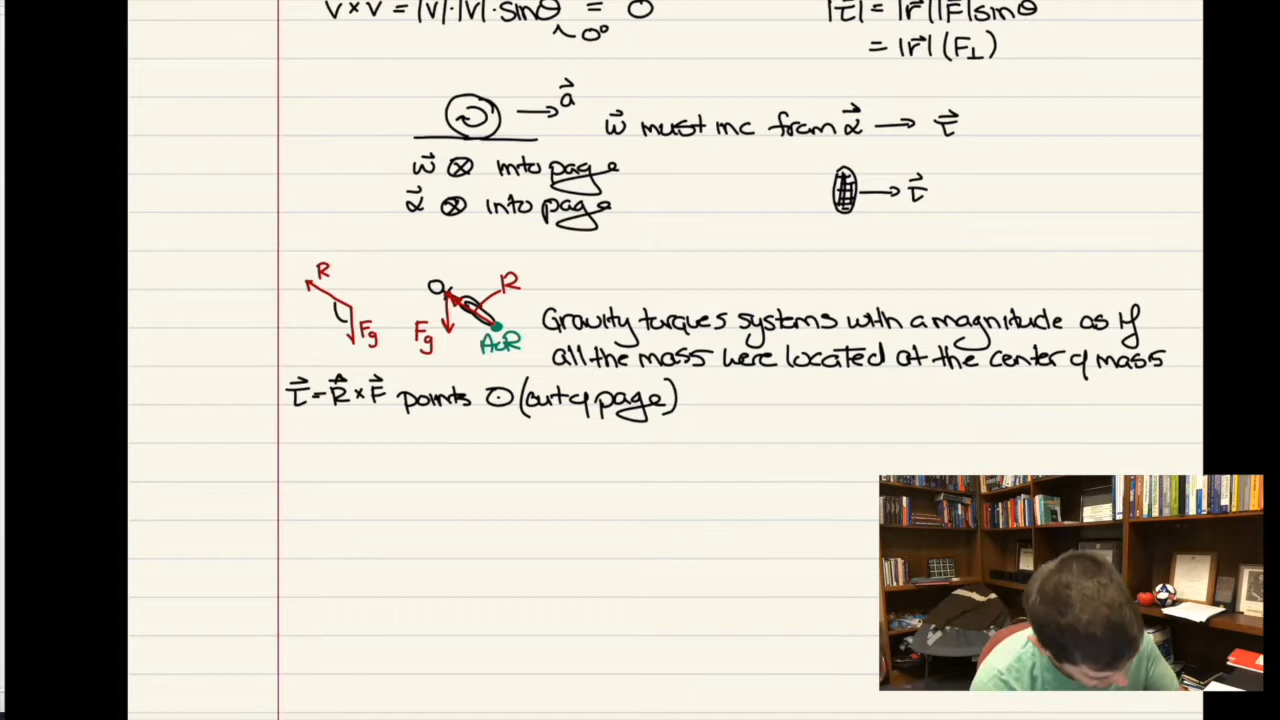 V × V = |V|·|V|·sinθ = 0
~0°
|τ⃗| = |r⃗||F⃗|sinθ
= |r⃗|(F⊥)
a⃗
w⃗ must inc from α⃗ → τ⃗
w⃗ ⊗ into page
α⃗ ⊗ into page
→ τ⃗
R
Fg
R
Fg
AoR
Gravity torques systems with a magnitude as if
all the mass were located at the center of mass
τ⃗ = R⃗ × F⃗ points ⊙ (out of page)